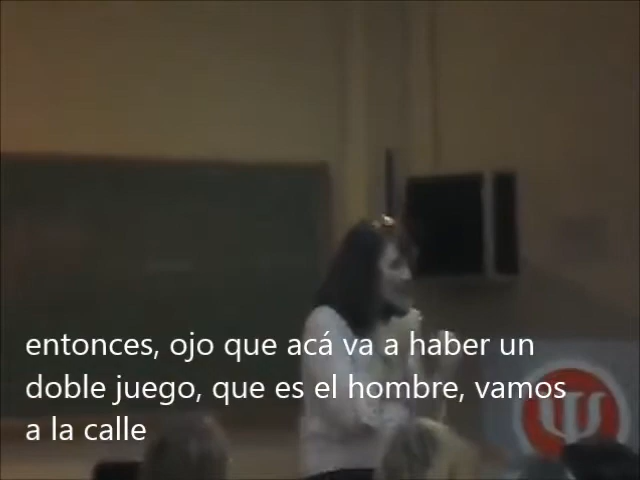 entonces, ojo que acá va a haber un
doble juego, que es el hombre, vamos
a la calle